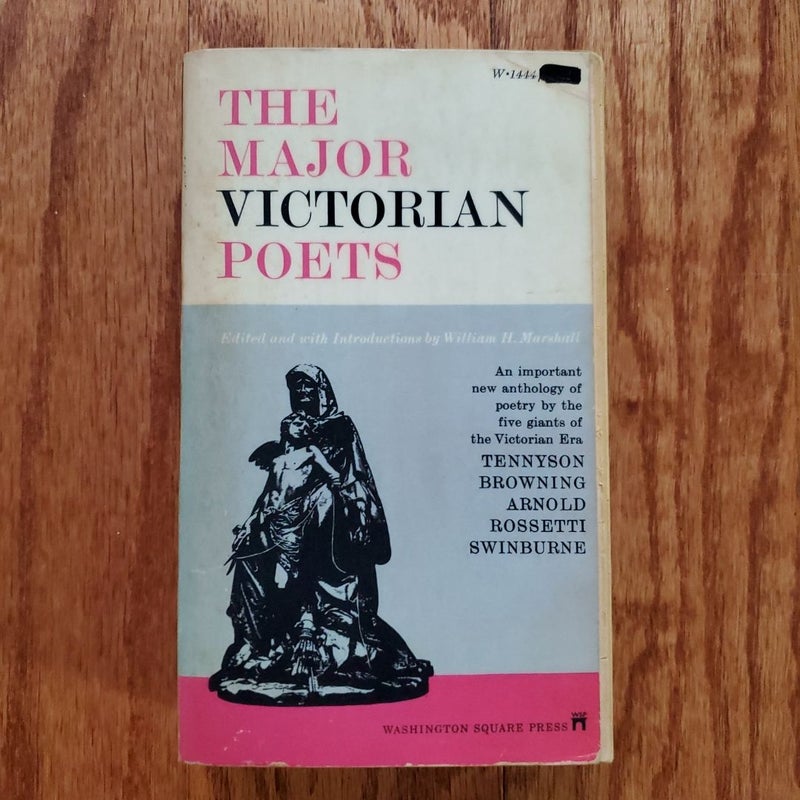 W•1444
THE
MAJOR
VICTORIAN
POETS
Edited and with Introductions by William H. Marshall
An important
new anthology of
poetry by the
five giants of
the Victorian Era
TENNYSON
BROWNING
ARNOLD
ROSSETTI
SWINBURNE
WSP
WASHINGTON SQUARE PRESS